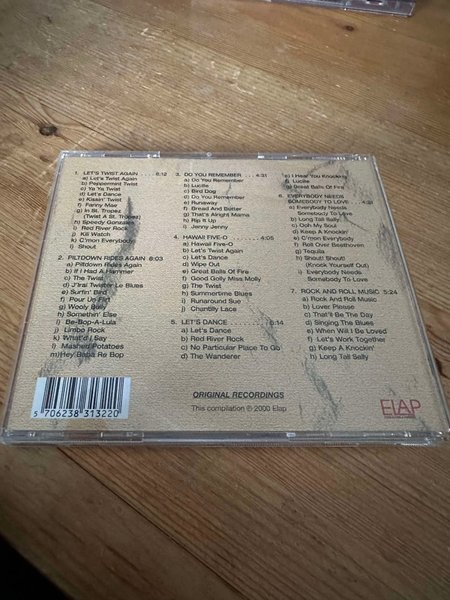 1. LET'S TWIST AGAIN 6:12
a) Let's Twist Again
b) Peppermint Twist
c) Ya Ya Twist
d) Let's Dance
e) Kissin' Twist
f) Fanny Mae
g) In St. Tropez
(Twist A St. Tropez)
h) Speedy Gonzales
i) Red River Rock
j) Kili Watch
k) C'mon Everybody
l) Shout
2. PILTDOWN RIDES AGAIN 6:03
a) Piltdown Rides Again
b) If I Had A Hammer
c) The Twist
d) J'Irai Twister Le Blues
e) Surfin' Bird
f) Pour Un Flirt
g) Wooly Bully
h) Somethin' Else
i) Be-Bop-A-Lula
j) Limbo Rock
k) What'd I Say
l) Mashed Potatoes
m) Hey Baba Re Bop
3. DO YOU REMEMBER . . . 4:31
a) Do You Remember
b) Lucille
c) Bird Dog
d) Do You Remember
e) Runaway
f) Bread And Butter
g) That's Alright Mama
h) Rip It Up
i) Jenny Jenny
4. HAWAII FIVE-O . . . . . . . 4:05
a) Hawaii Five-O
b) Let's Twist Again
c) Let's Dance
d) Wipe Out
e) Great Balls Of Fire
f) Good Golly Miss Molly
g) The Twist
h) Summertime Blues
i) Runaround Sue
j) Chantilly Lace
5. LET'S DANCE . . . . . . . . . 5:14
a) Let's Dance
b) Red River Rock
c) No Particular Place To Go
d) The Wanderer
e) I Hear You Knocking
f) Lucille
g) Great Balls Of Fire
6. EVERYBODY NEEDS
SOMEBODY TO LOVE . . . 4:31
a) Everybody Needs
Somebody To Love
b) Long Tall Sally
c) Ooh My Soul
d) Keep A Knockin'
e) C'mon Everybody
f) Roll Over Beethoven
g) Tequila
h) Shout! Shout!
(Knock Yourself Out)
i) Everybody Needs
Somebody To Love
7. ROCK AND ROLL MUSIC 5:24
a) Rock And Roll Music
b) Lover Please
c) That'll Be The Day
d) Singing The Blues
e) When Will I Be Loved
f) Let's Work Together
g) Keep A Knockin'
h) Long Tall Sally
ORIGINAL RECORDINGS
This compilation ℗ 2000 Elap
5 706238 313220
ELAP